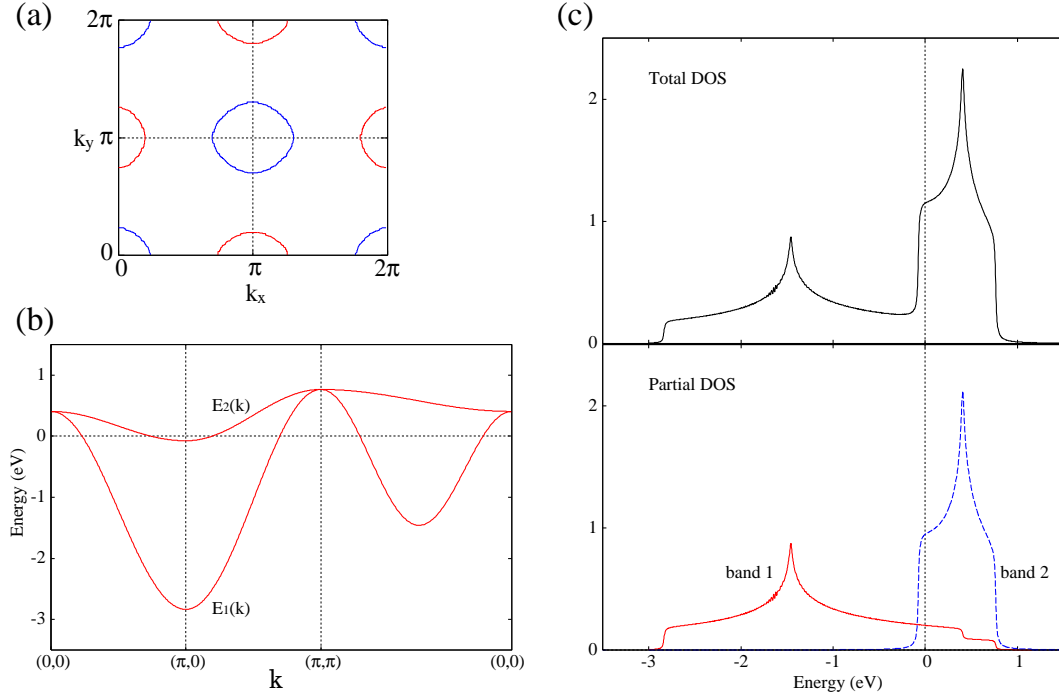 (a)
2π
k_y π
0
0 π 2π
k_x
(b)
1
0
-1
-2
-3
Energy (eV)
E₂(k)
E₁(k)
(0,0) (π,0) (π,π) (0,0)
k
(c)
Total DOS
2
1
0
Partial DOS
2
1
0
band 1
band 2
-3 -2 -1 0 1
Energy (eV)